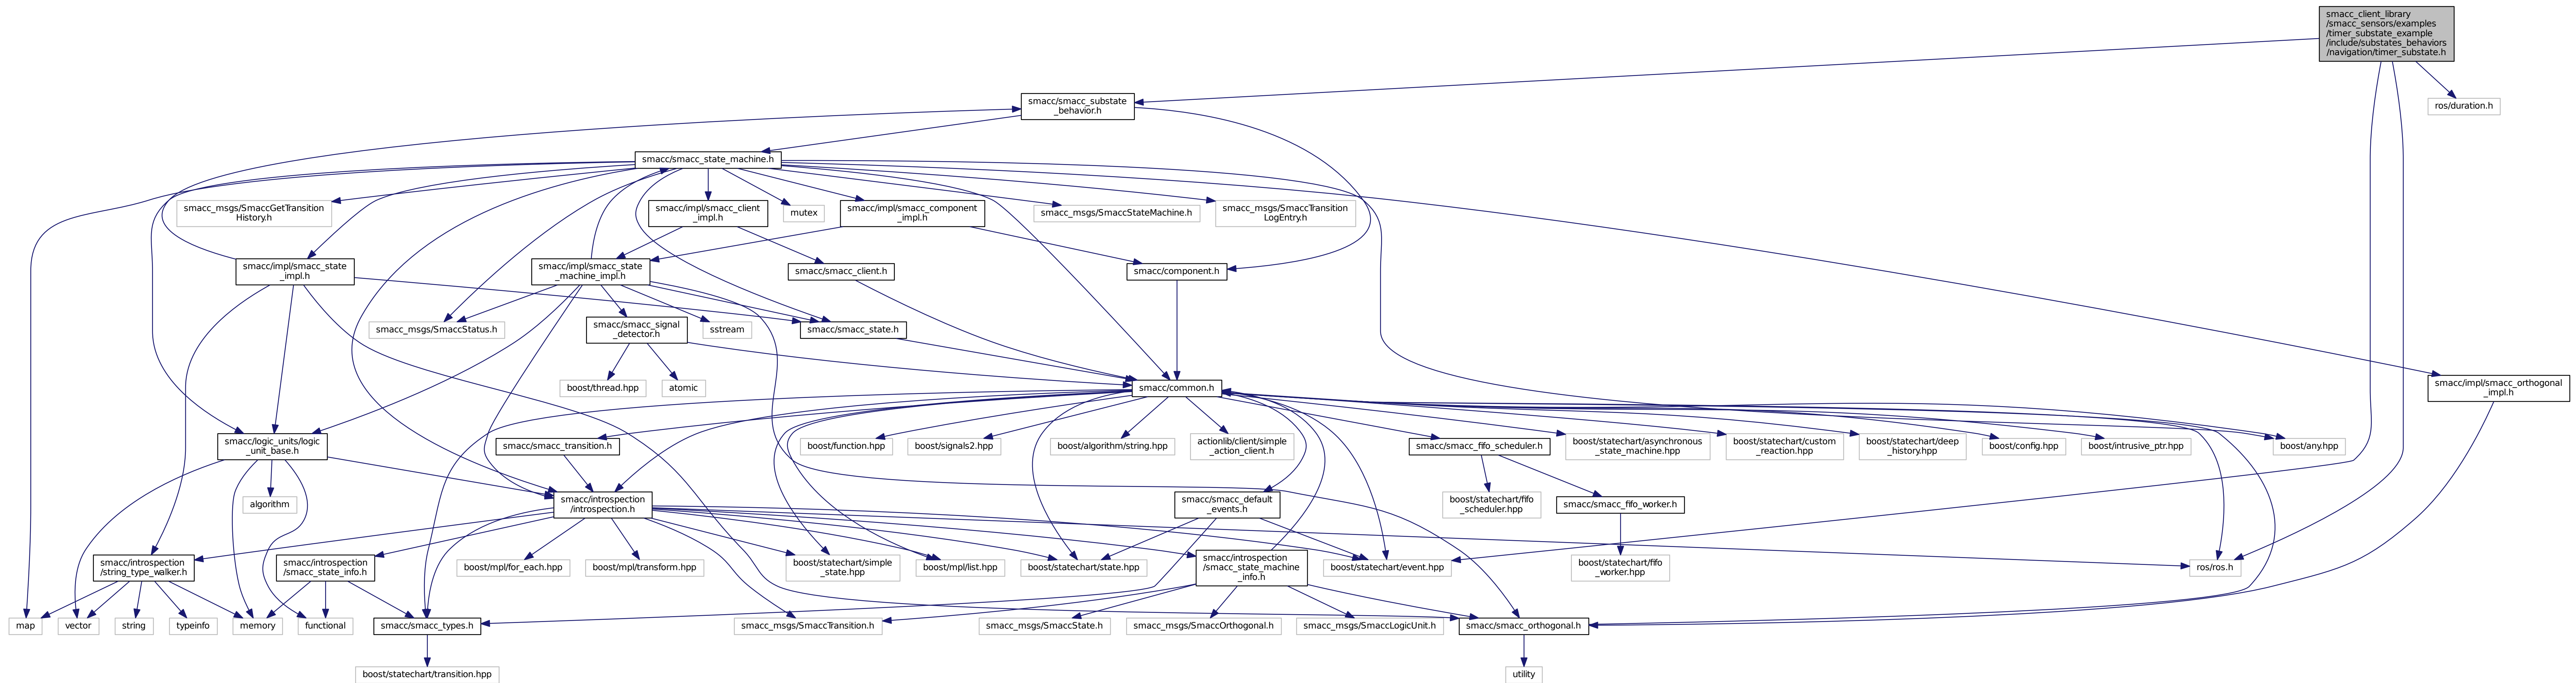 smacc_client_library
/smacc_sensors/examples
/timer_substate_example
/include/substates_behaviors
/navigation/timer_substate.h
smacc/smacc_substate
_behavior.h
ros/duration.h
smacc/smacc_state_machine.h
smacc_msgs/SmaccGetTransition
History.h
smacc/impl/smacc_client
_impl.h
mutex
smacc/impl/smacc_component
_impl.h
smacc_msgs/SmaccStateMachine.h
smacc_msgs/SmaccTransition
LogEntry.h
smacc/impl/smacc_state
_impl.h
smacc/impl/smacc_state
_machine_impl.h
smacc/smacc_client.h
smacc/component.h
smacc_msgs/SmaccStatus.h
smacc/smacc_signal
_detector.h
sstream
smacc/smacc_state.h
boost/thread.hpp
atomic
smacc/common.h
smacc/impl/smacc_orthogonal
_impl.h
smacc/logic_units/logic
_unit_base.h
smacc/smacc_transition.h
boost/function.hpp
boost/signals2.hpp
boost/algorithm/string.hpp
actionlib/client/simple
_action_client.h
smacc/smacc_fifo_scheduler.h
boost/statechart/asynchronous
_state_machine.hpp
boost/statechart/custom
_reaction.hpp
boost/statechart/deep
_history.hpp
boost/config.hpp
boost/intrusive_ptr.hpp
boost/any.hpp
algorithm
smacc/introspection
/introspection.h
smacc/smacc_default
_events.h
boost/statechart/fifo
_scheduler.hpp
smacc/smacc_fifo_worker.h
smacc/introspection
/string_type_walker.h
smacc/introspection
/smacc_state_info.h
boost/mpl/for_each.hpp
boost/mpl/transform.hpp
boost/statechart/simple
_state.hpp
boost/mpl/list.hpp
boost/statechart/state.hpp
smacc/introspection
/smacc_state_machine
_info.h
boost/statechart/event.hpp
boost/statechart/fifo
_worker.hpp
ros/ros.h
map
vector
string
typeinfo
memory
functional
smacc/smacc_types.h
smacc_msgs/SmaccTransition.h
smacc_msgs/SmaccState.h
smacc_msgs/SmaccOrthogonal.h
smacc_msgs/SmaccLogicUnit.h
smacc/smacc_orthogonal.h
boost/statechart/transition.hpp
utility